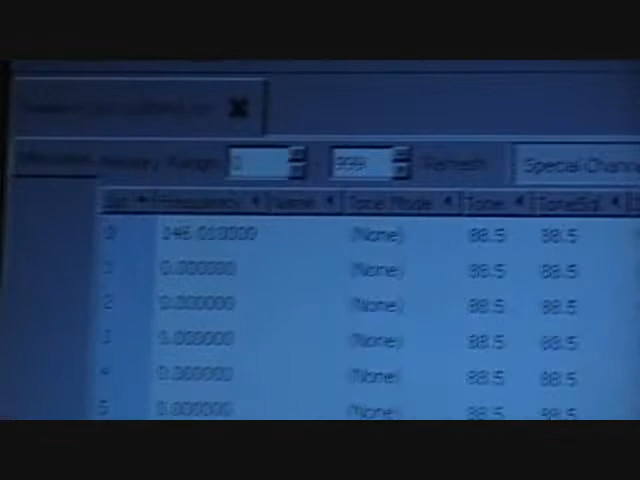 Memory Range: 0 - 999 Refresh Special Chann
Loc Frequency Name Tone Mode Tone ToneSql
0 146.010000 (None) 88.5 88.5
1 0.000000 (None) 88.5 88.5
2 0.000000 (None) 88.5 88.5
3 0.000000 (None) 88.5 88.5
4 0.000000 (None) 88.5 88.5
5 0.000000 (None) 88.5 88.5